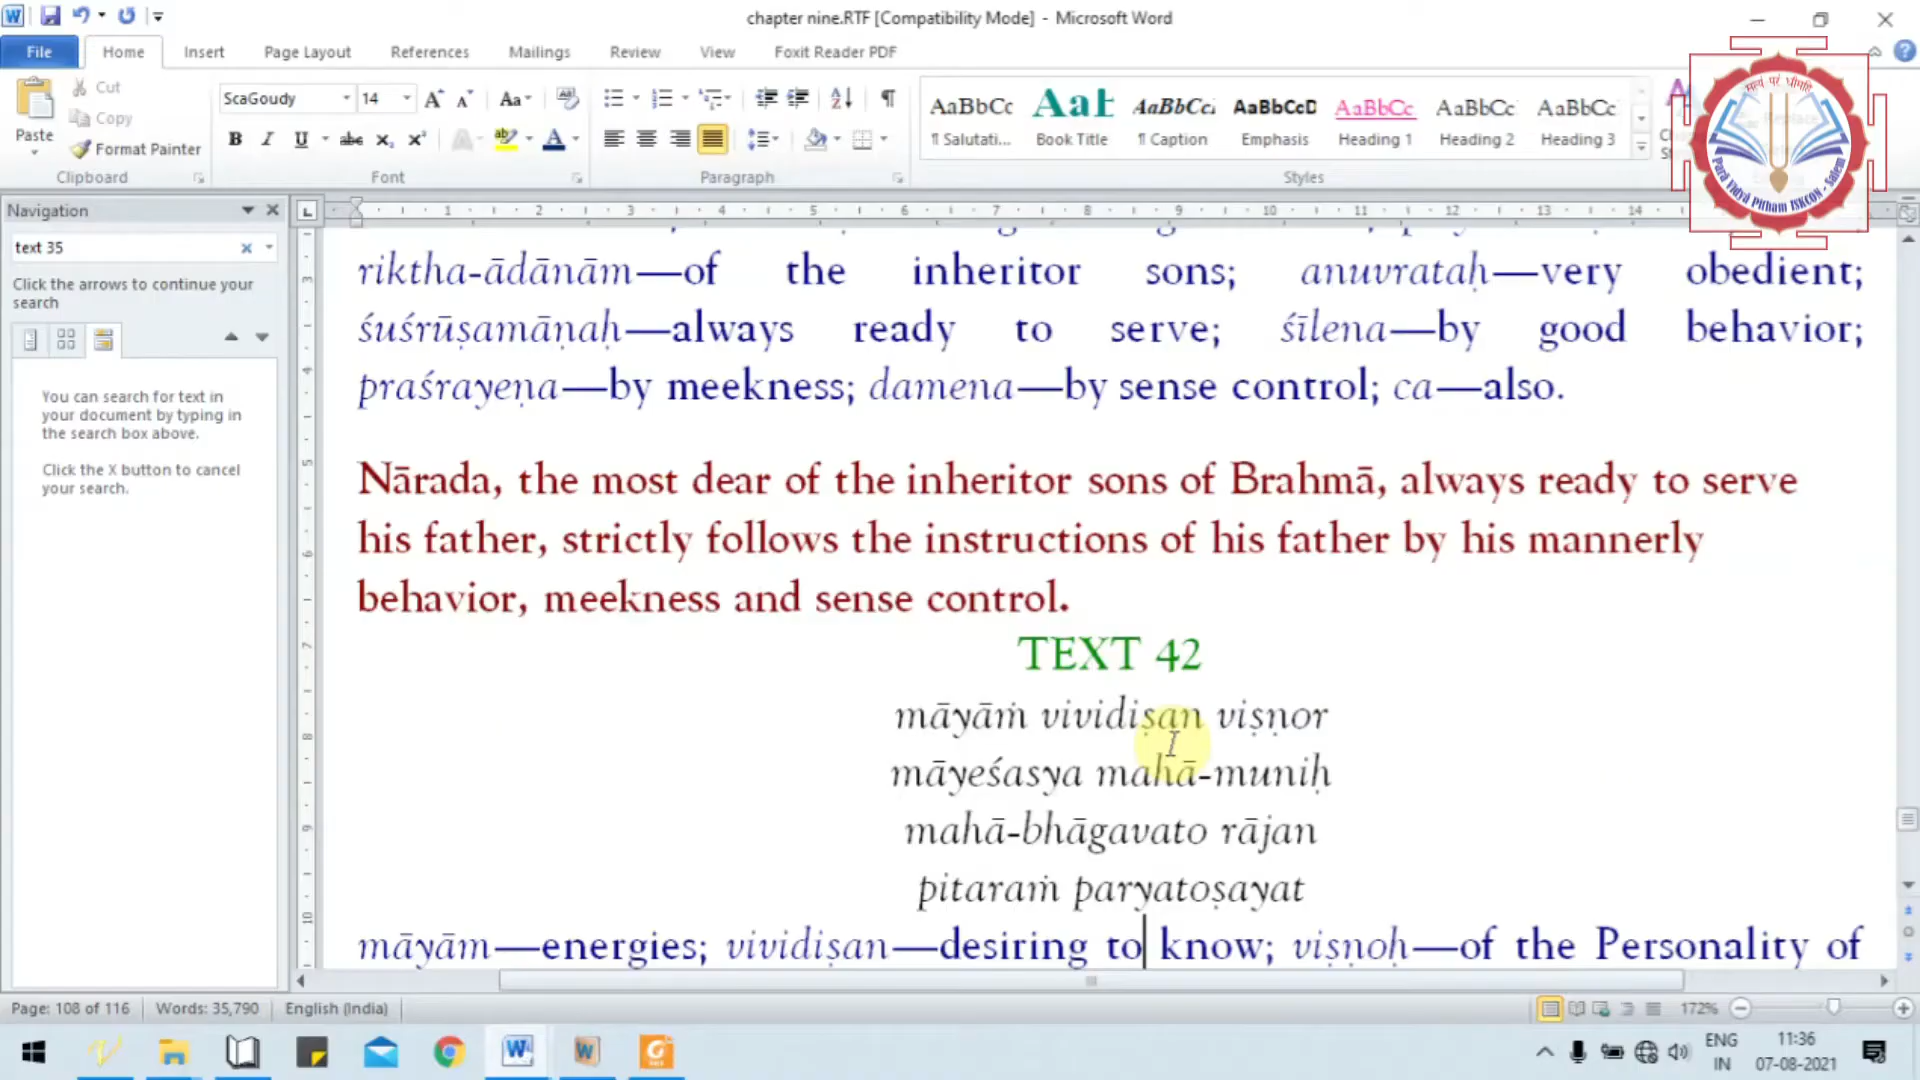 chapter nine.RTF [Compatibility Mode] - Microsoft Word
File Home Insert Page Layout References Mailings Review View Foxit Reader PDF
Cut
Copy
Paste
Format Painter
ScaGoudy 14
AaBbCc AaB AaBbCc AaBbCcD AaBbCc AaBbCc AaBbCc
¶ Salutati... Book Title ¶ Caption Emphasis Heading 1 Heading 2 Heading 3
Clipboard Font Paragraph Styles
सत्यं परं धीमहि
Para Vidya Pitham ISKCON - Salem
Navigation
text 35
Click the arrows to continue your
search
You can search for text in
your document by typing in
the search box above.
Click the X button to cancel
your search.
riktha-ādānām—of the inheritor sons; anuvrataḥ—very obedient;
śuśrūṣamāṇaḥ—always ready to serve; śīlena—by good behavior;
praśrayeṇa—by meekness; damena—by sense control; ca—also.
Nārada, the most dear of the inheritor sons of Brahmā, always ready to serve
his father, strictly follows the instructions of his father by his mannerly
behavior, meekness and sense control.
TEXT 42
māyāṁ vividiṣan viṣṇor
māyeśasya mahā-muniḥ
mahā-bhāgavato rājan
pitaraṁ paryatoṣayat
māyām—energies; vividiṣan—desiring to know; viṣṇoḥ—of the Personality of
Page: 108 of 116 Words: 35,790 English (India) 172%
ENG
IN
11:36
07-08-2021